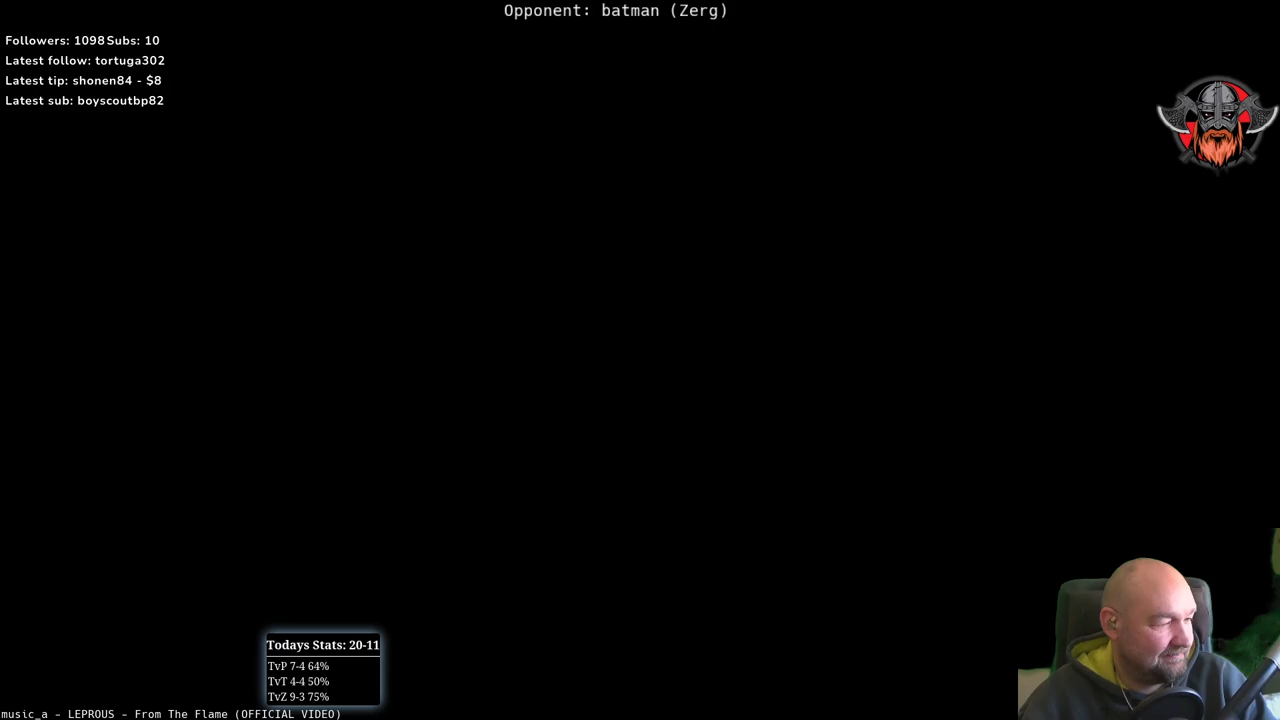 Opponent: batman (Zerg)
Followers: 1098 Subs: 10
Latest follow: tortuga302
Latest tip: shonen84 - $8
Latest sub: boyscoutbp82
Todays Stats: 20-11
TvP 7-4 64%
TvT 4-4 50%
TvZ 9-3 75%
music_a - LEPROUS - From The Flame (OFFICIAL VIDEO)